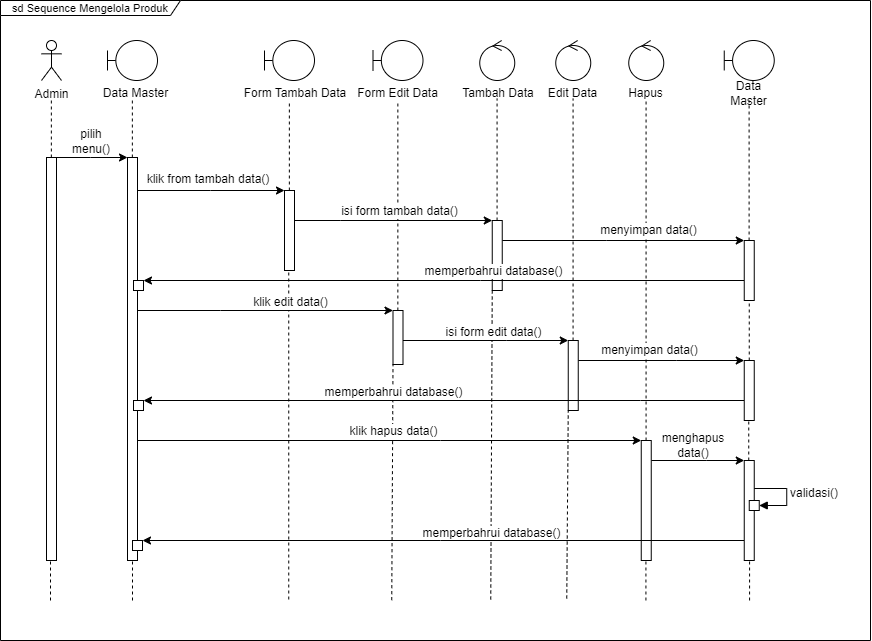 sd Sequence Mengelola Produk
Admin
Data Master
Form Tambah Data
Form Edit Data
Tambah Data
Edit Data
Hapus
Data
Master
pilih
menu()
klik from tambah data()
isi form tambah data()
menyimpan data()
memperbahrui database()
klik edit data()
isi form edit data()
menyimpan data()
memperbahrui database()
klik hapus data()
menghapus
data()
validasi()
memperbahrui database()